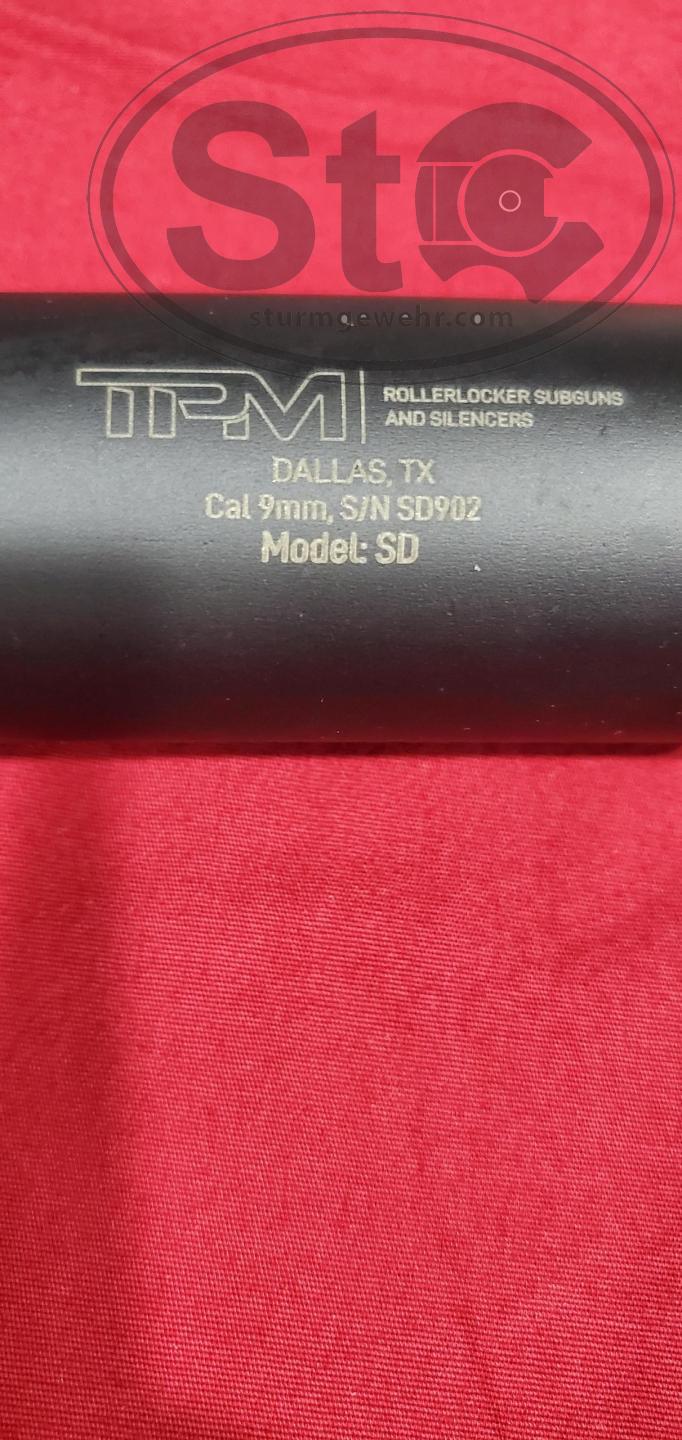 StG
sturmgewehr.com
TPM
ROLLERLOCKER SUBGUNS
AND SILENCERS
DALLAS, TX
Cal 9mm, S/N SD902
Model: SD